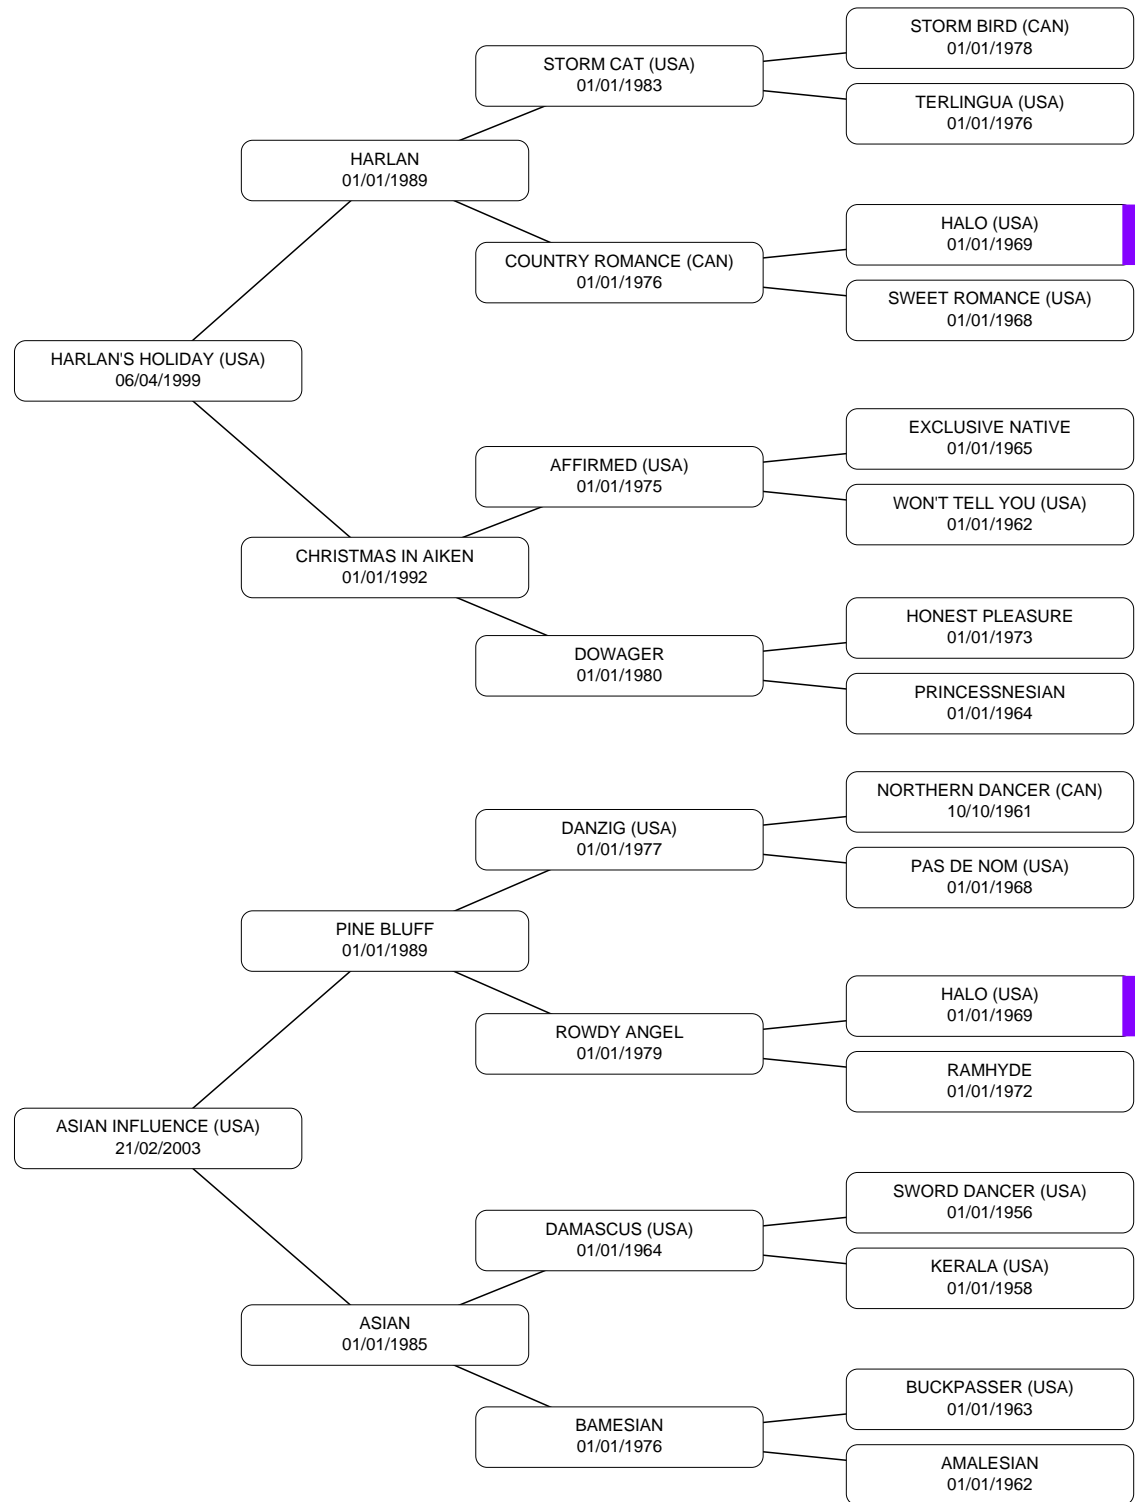 STORM BIRD (CAN)
01/01/1978
STORM CAT (USA)
01/01/1983
TERLINGUA (USA)
01/01/1976
HARLAN
01/01/1989
HALO (USA)
01/01/1969
COUNTRY ROMANCE (CAN)
01/01/1976
SWEET ROMANCE (USA)
01/01/1968
HARLAN'S HOLIDAY (USA)
06/04/1999
EXCLUSIVE NATIVE
01/01/1965
AFFIRMED (USA)
01/01/1975
WON'T TELL YOU (USA)
01/01/1962
CHRISTMAS IN AIKEN
01/01/1992
HONEST PLEASURE
01/01/1973
DOWAGER
01/01/1980
PRINCESSNESIAN
01/01/1964
NORTHERN DANCER (CAN)
10/10/1961
DANZIG (USA)
01/01/1977
PAS DE NOM (USA)
01/01/1968
PINE BLUFF
01/01/1989
HALO (USA)
01/01/1969
ROWDY ANGEL
01/01/1979
RAMHYDE
01/01/1972
ASIAN INFLUENCE (USA)
21/02/2003
SWORD DANCER (USA)
01/01/1956
DAMASCUS (USA)
01/01/1964
KERALA (USA)
01/01/1958
ASIAN
01/01/1985
BUCKPASSER (USA)
01/01/1963
BAMESIAN
01/01/1976
AMALESIAN
01/01/1962